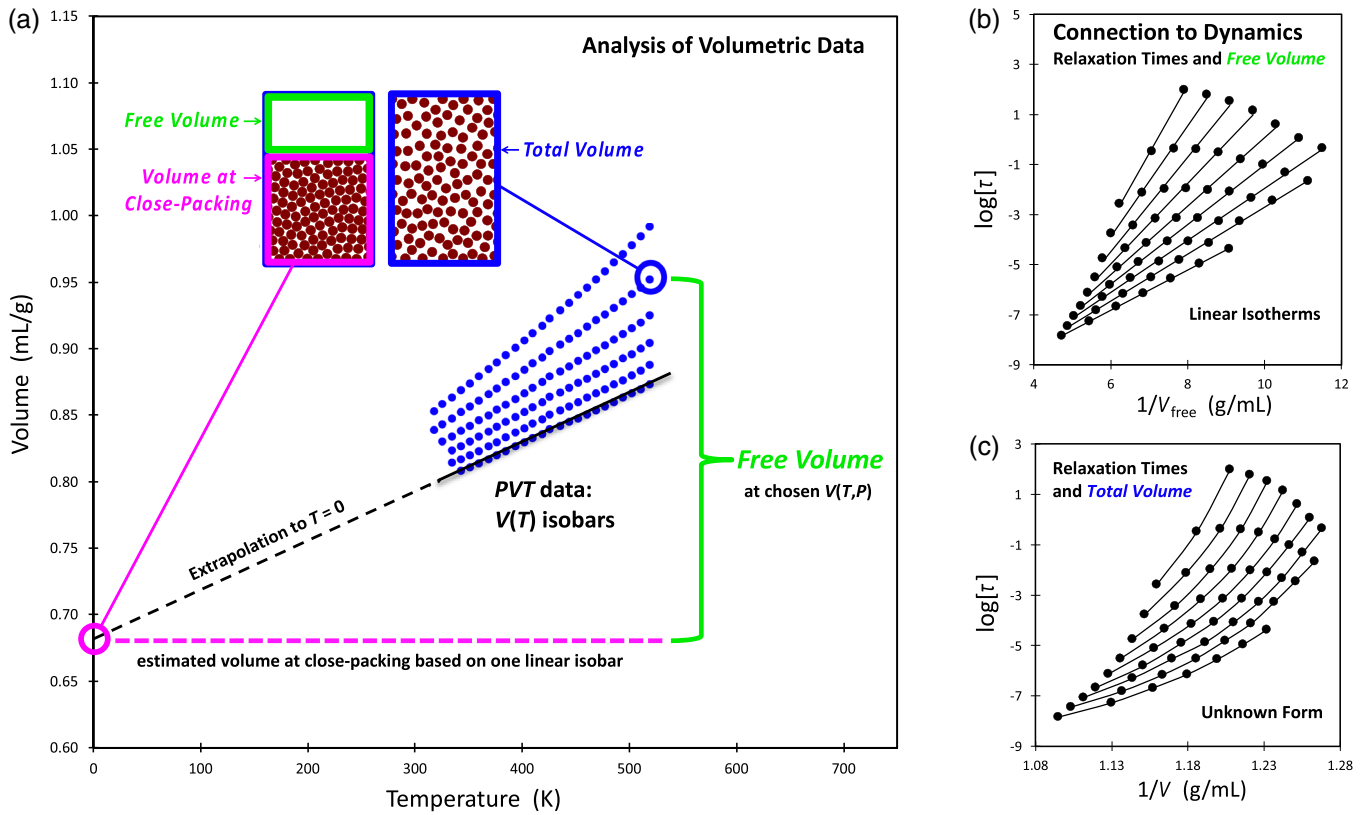 (a)
1.15
1.10
1.05
1.00
0.95
0.90
0.85
0.80
0.75
0.70
0.65
0.60
Volume (mL/g)
0
100
200
300
400
500
600
700
Temperature (K)
Analysis of Volumetric Data
Free Volume
Volume at
Close-Packing
Total Volume
Free Volume
at chosen V(T,P)
PVT data:
V(T) isobars
Extrapolation to T = 0
estimated volume at close-packing based on one linear isobar
(b)
5
3
1
-1
-3
-5
-7
-9
log[τ]
Connection to Dynamics
Relaxation Times and Free Volume
Linear Isotherms
4
6
8
10
12
1/Vfree (g/mL)
(c)
3
1
-1
-3
-5
-7
-9
log[τ]
Relaxation Times
and Total Volume
Unknown Form
1.08
1.13
1.18
1.23
1.28
1/V (g/mL)